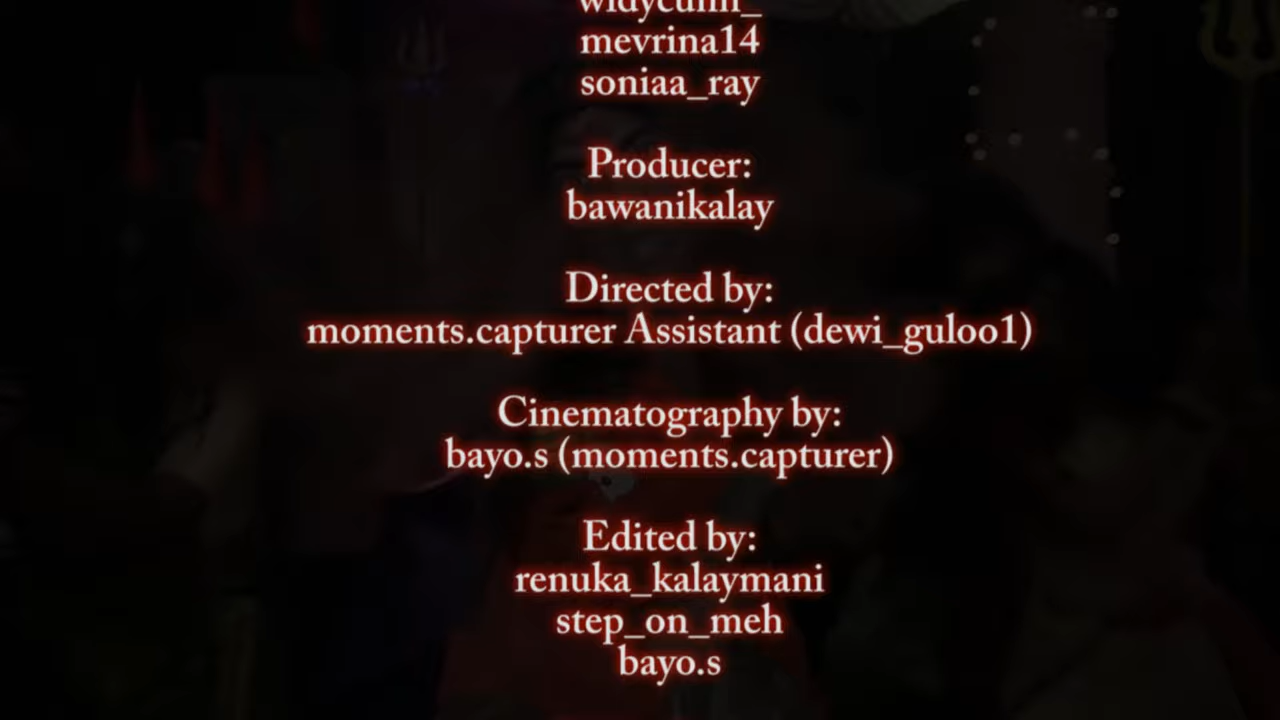 mevrina14
soniaa_ray
Producer:
bawanikalay
Directed by:
moments.capturer Assistant (dewi_guloo1)
Cinematography by:
bayo.s (moments.capturer)
Edited by:
renuka_kalaymani
step_on_meh
bayo.s